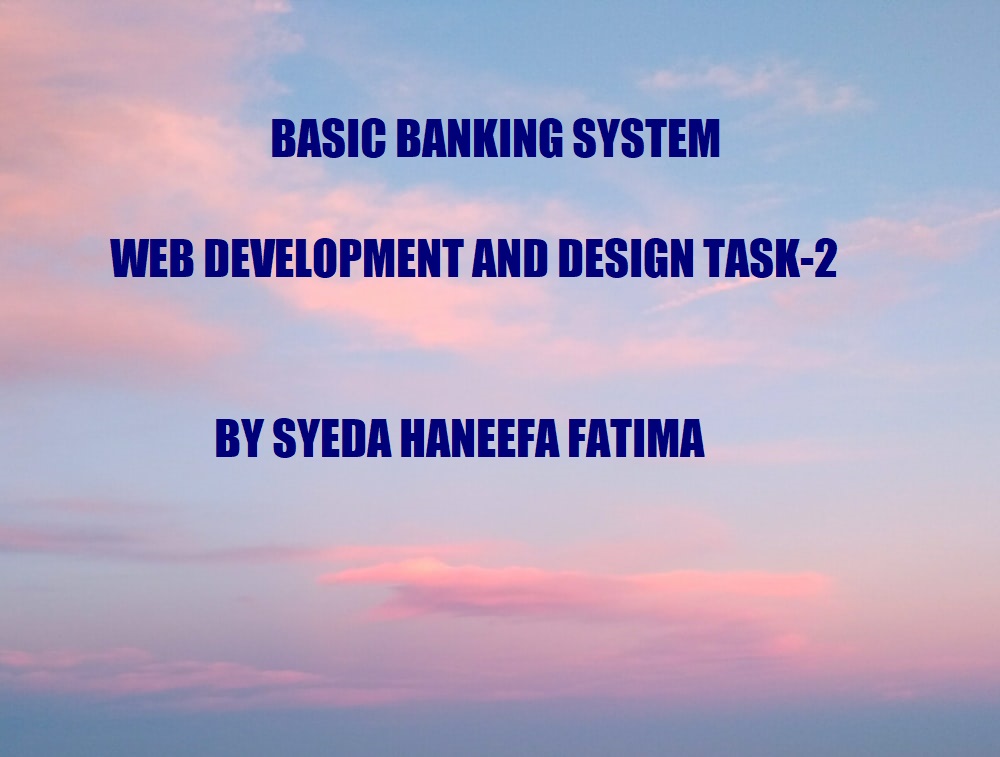 BASIC BANKING SYSTEM
WEB DEVELOPMENT AND DESIGN TASK-2
BY SYEDA HANEEFA FATIMA